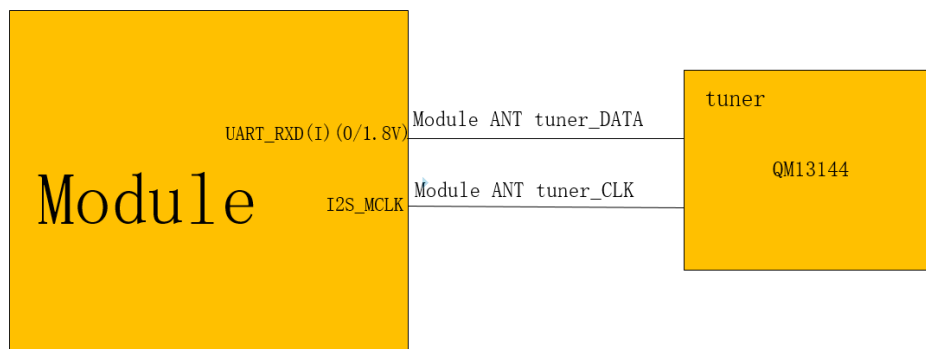 Module
UART_RXD(I)(0/1.8V)
I2S_MCLK
Module ANT tuner_DATA
Module ANT tuner_CLK
tuner
QM13144